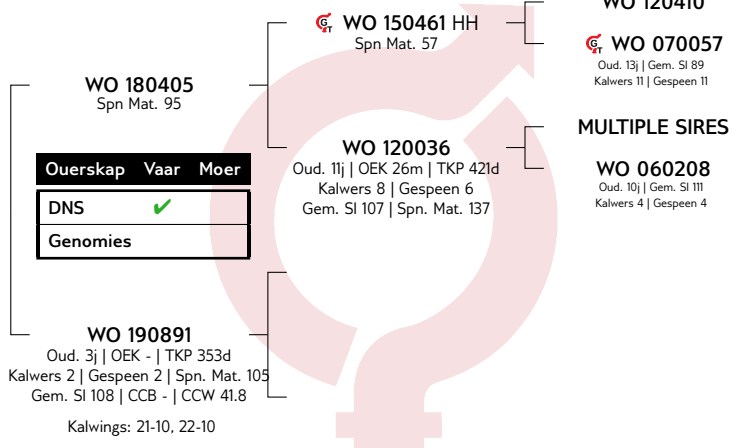 WO 120410
WO 150461 HH
Spn Mat. 57
WO 070057
Oud. 13j | Gem. SI 89
Kalwers 11 | Gespeen 11
WO 180405
Spn Mat. 95
MULTIPLE SIRES
WO 120036
Oud. 11j | OEK 26m | TKP 421d
Kalwers 8 | Gespeen 6
Gem. SI 107 | Spn. Mat. 137
WO 060208
Oud. 10j | Gem. SI 111
Kalwers 4 | Gespeen 4
Ouerskap Vaar Moer
DNS ✔
Genomies
WO 190891
Oud. 3j | OEK - | TKP 353d
Kalwers 2 | Gespeen 2 | Spn. Mat. 105
Gem. SI 108 | CCB - | CCW 41.8
Kalwings: 21-10, 22-10